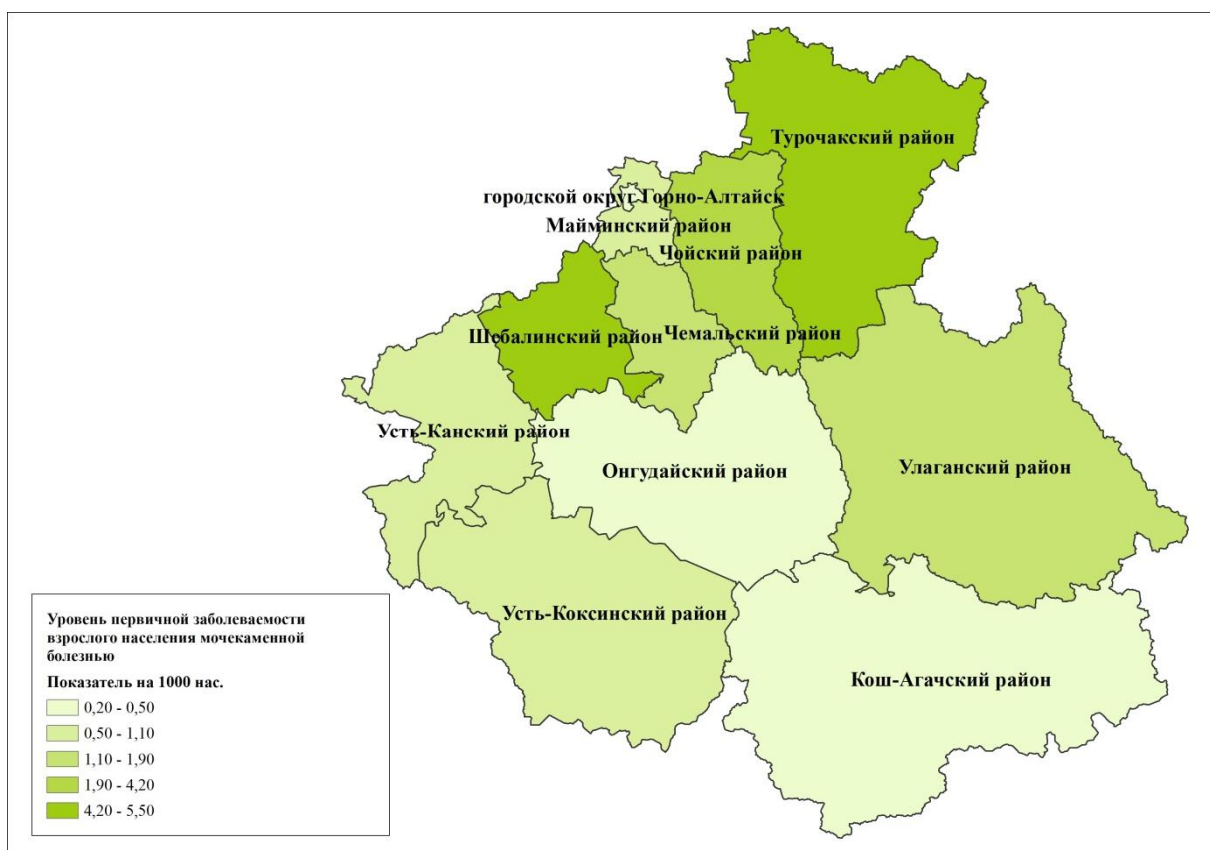 Турочакский район
городской округ Горно-Алтайск
Майминский район
Чойский район
Шебалинский район
Чемальский район
Усть-Канский район
Онгудайский район
Улаганский район
Усть-Коксинский район
Кош-Агачский район
Уровень первичной заболеваемости
взрослого населения мочекаменной
болезнью
Показатель на 1000 нас.
0,20 - 0,50
0,50 - 1,10
1,10 - 1,90
1,90 - 4,20
4,20 - 5,50